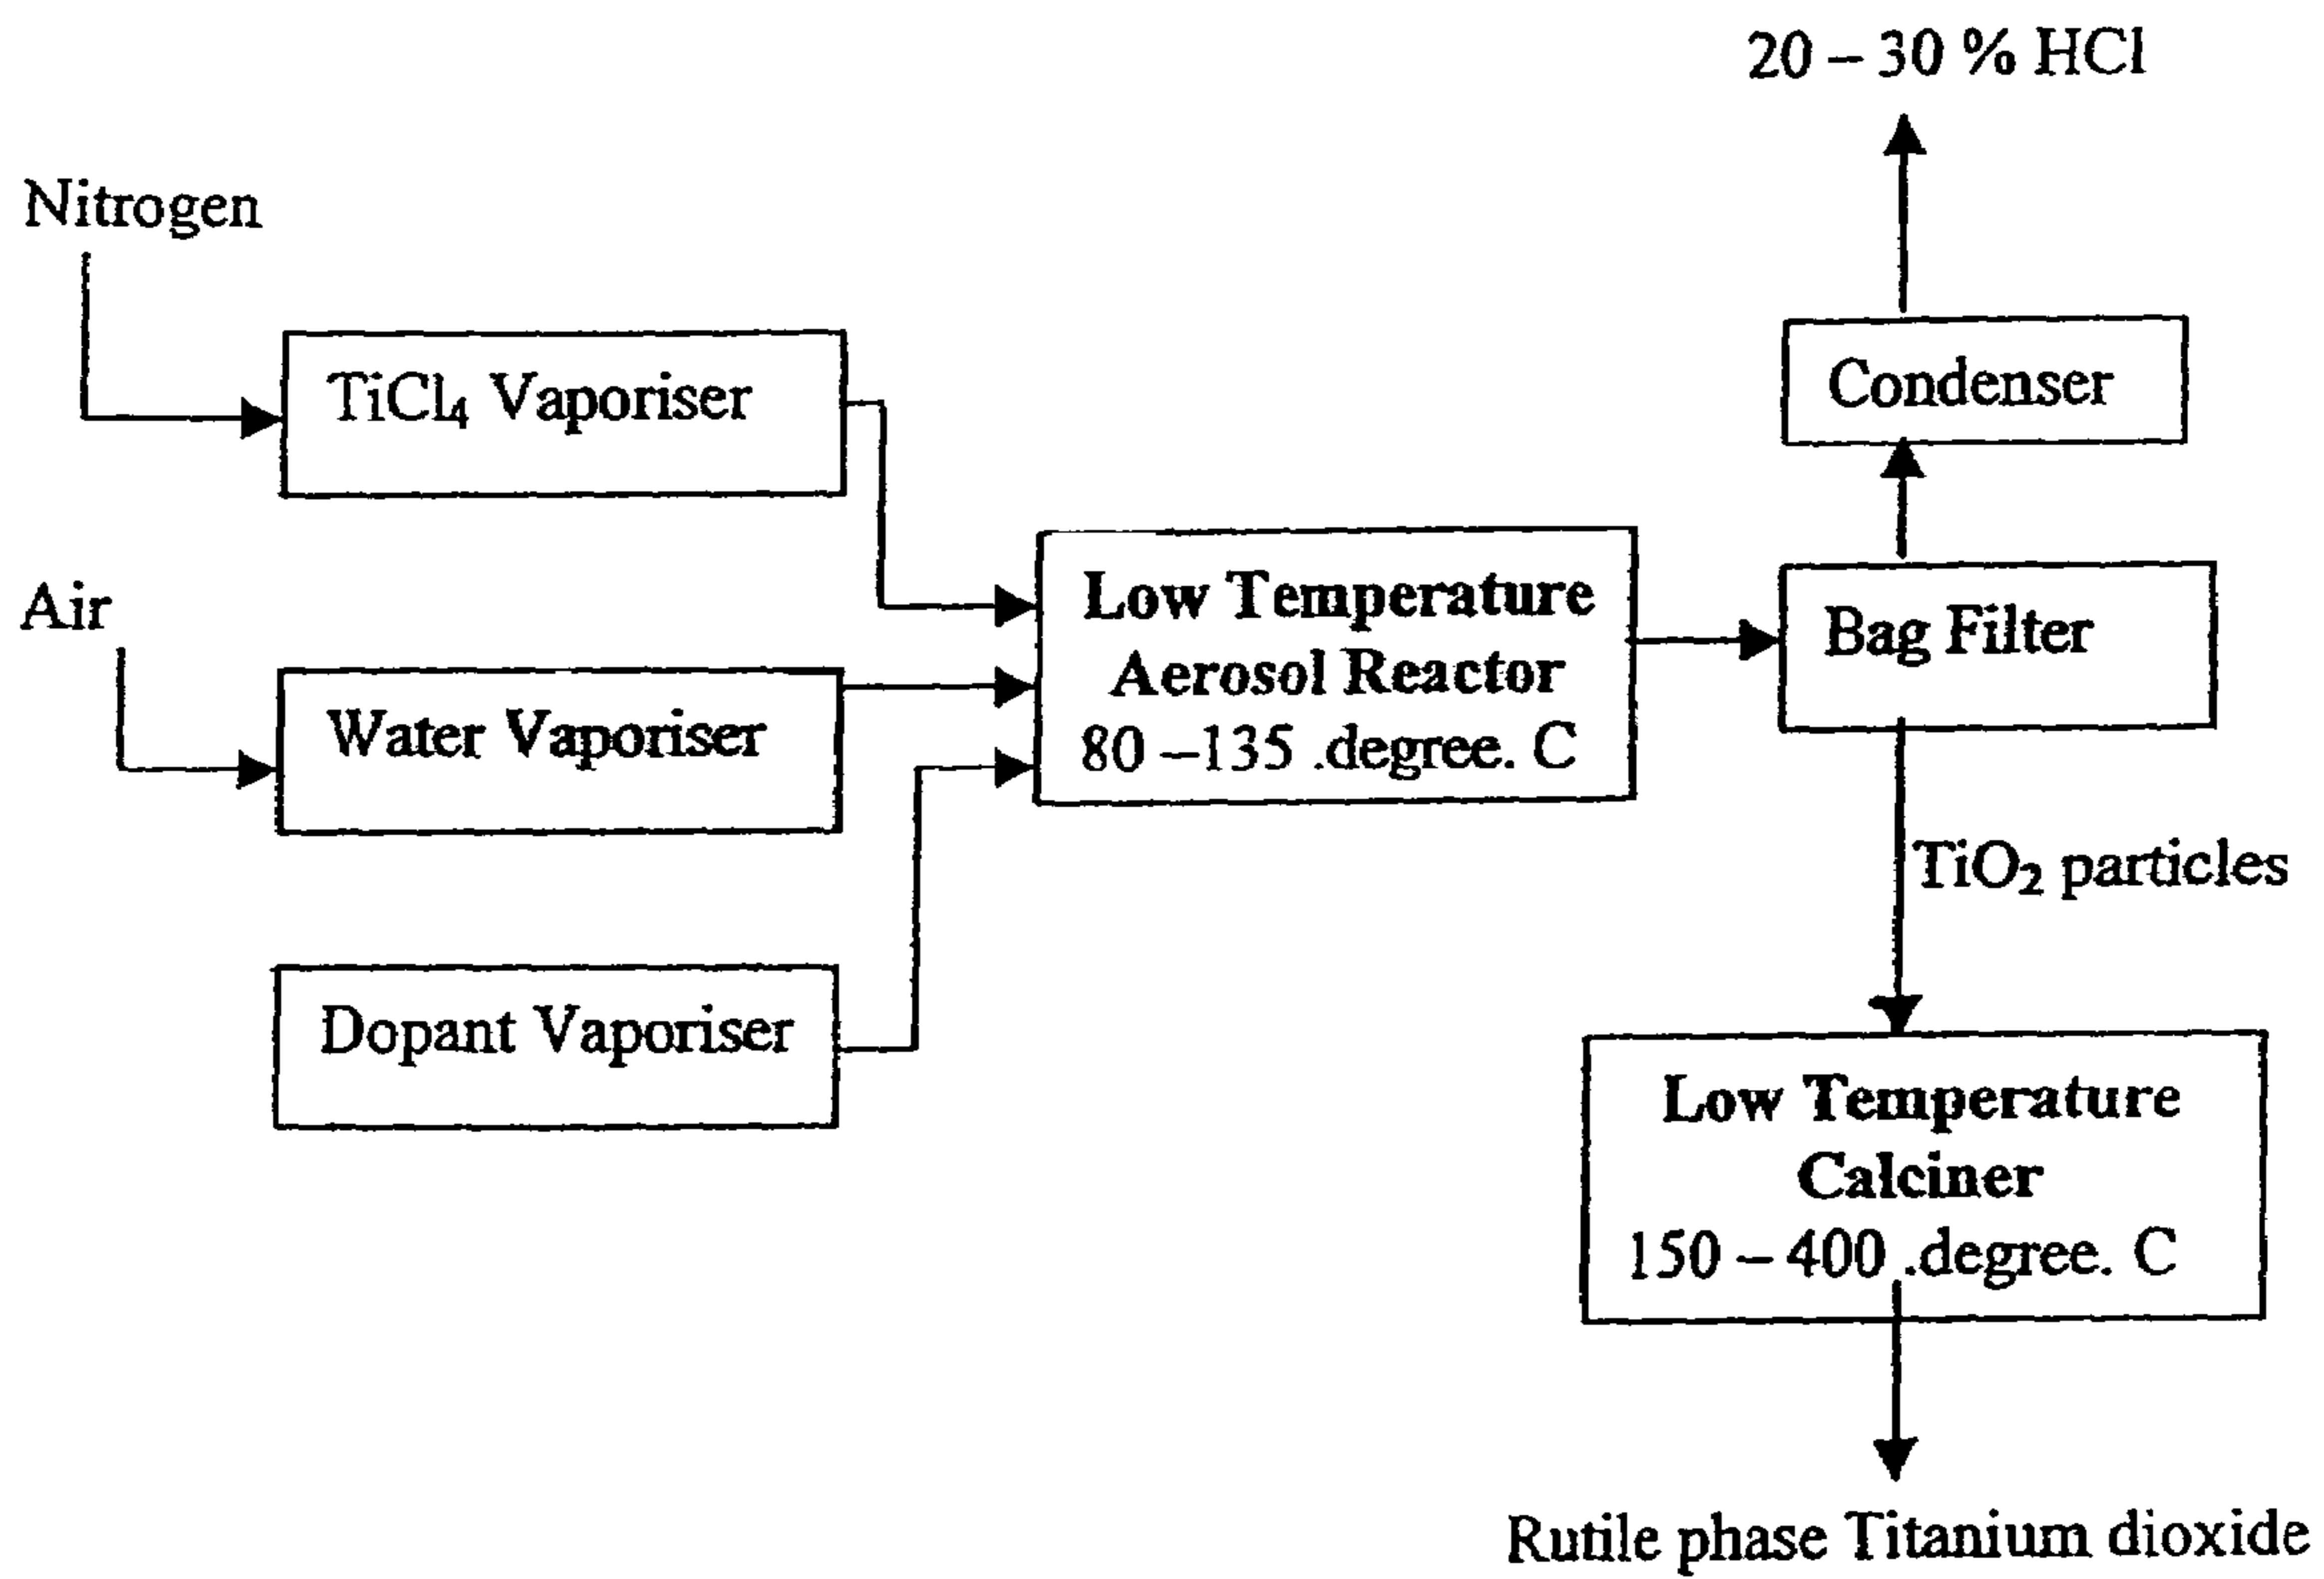 20 – 30 % HCl
Nitrogen
TiCl4 Vaporiser
Condenser
Air
Low Temperature
Aerosol Reactor
80 –135 .degree. C
Bag Filter
Water Vaporiser
TiO2 particles
Dopant Vaporiser
Low Temperature
Calciner
150 – 400 .degree. C
Rutile phase Titanium dioxide